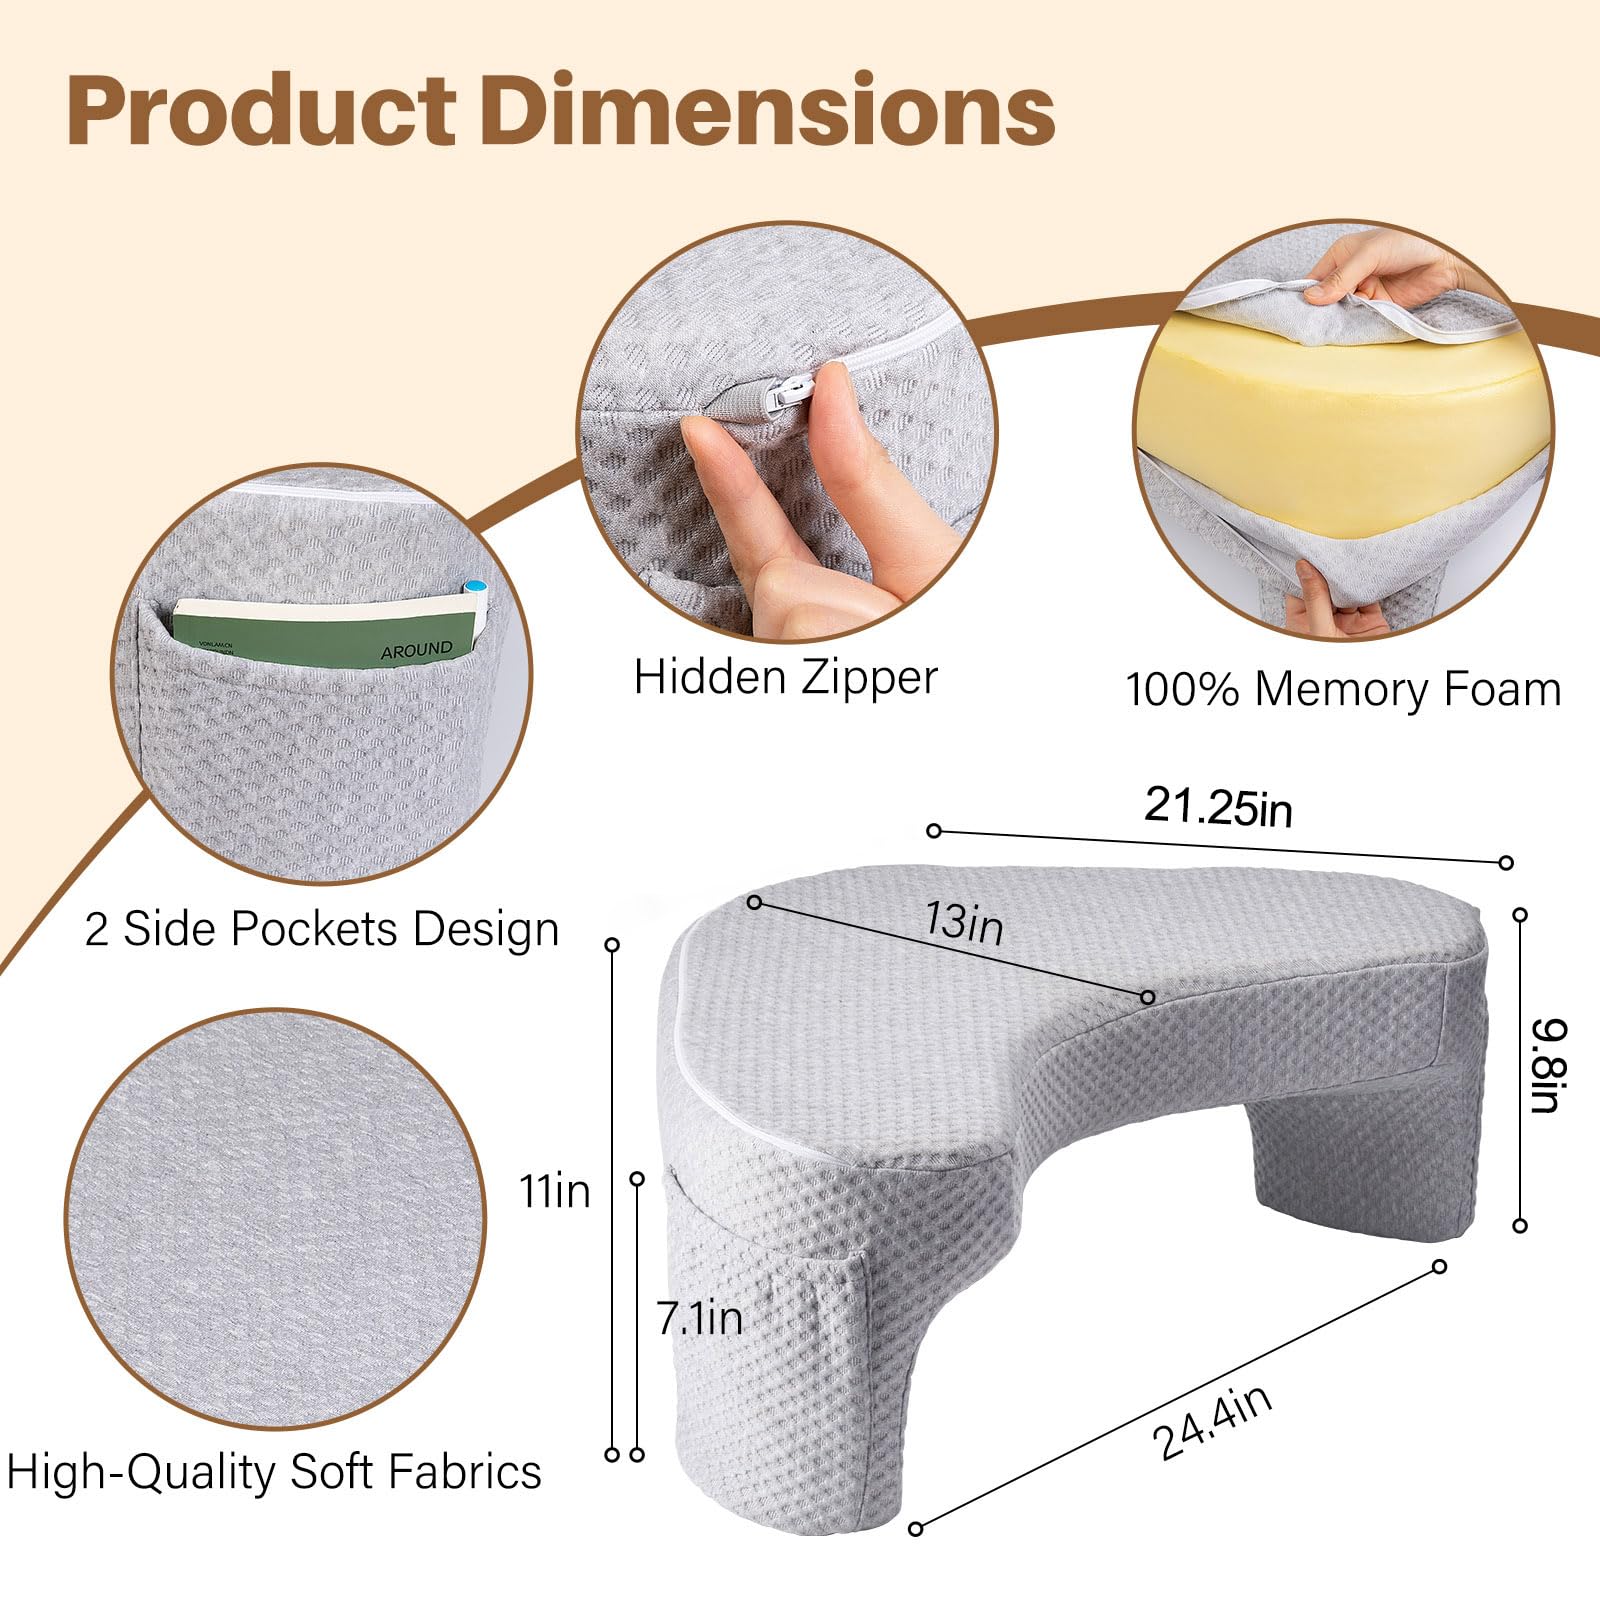 Product Dimensions
AROUND
Hidden Zipper
100% Memory Foam
2 Side Pockets Design
21.25in
13in
9.8in
11in
7.1in
24.4in
High-Quality Soft Fabrics